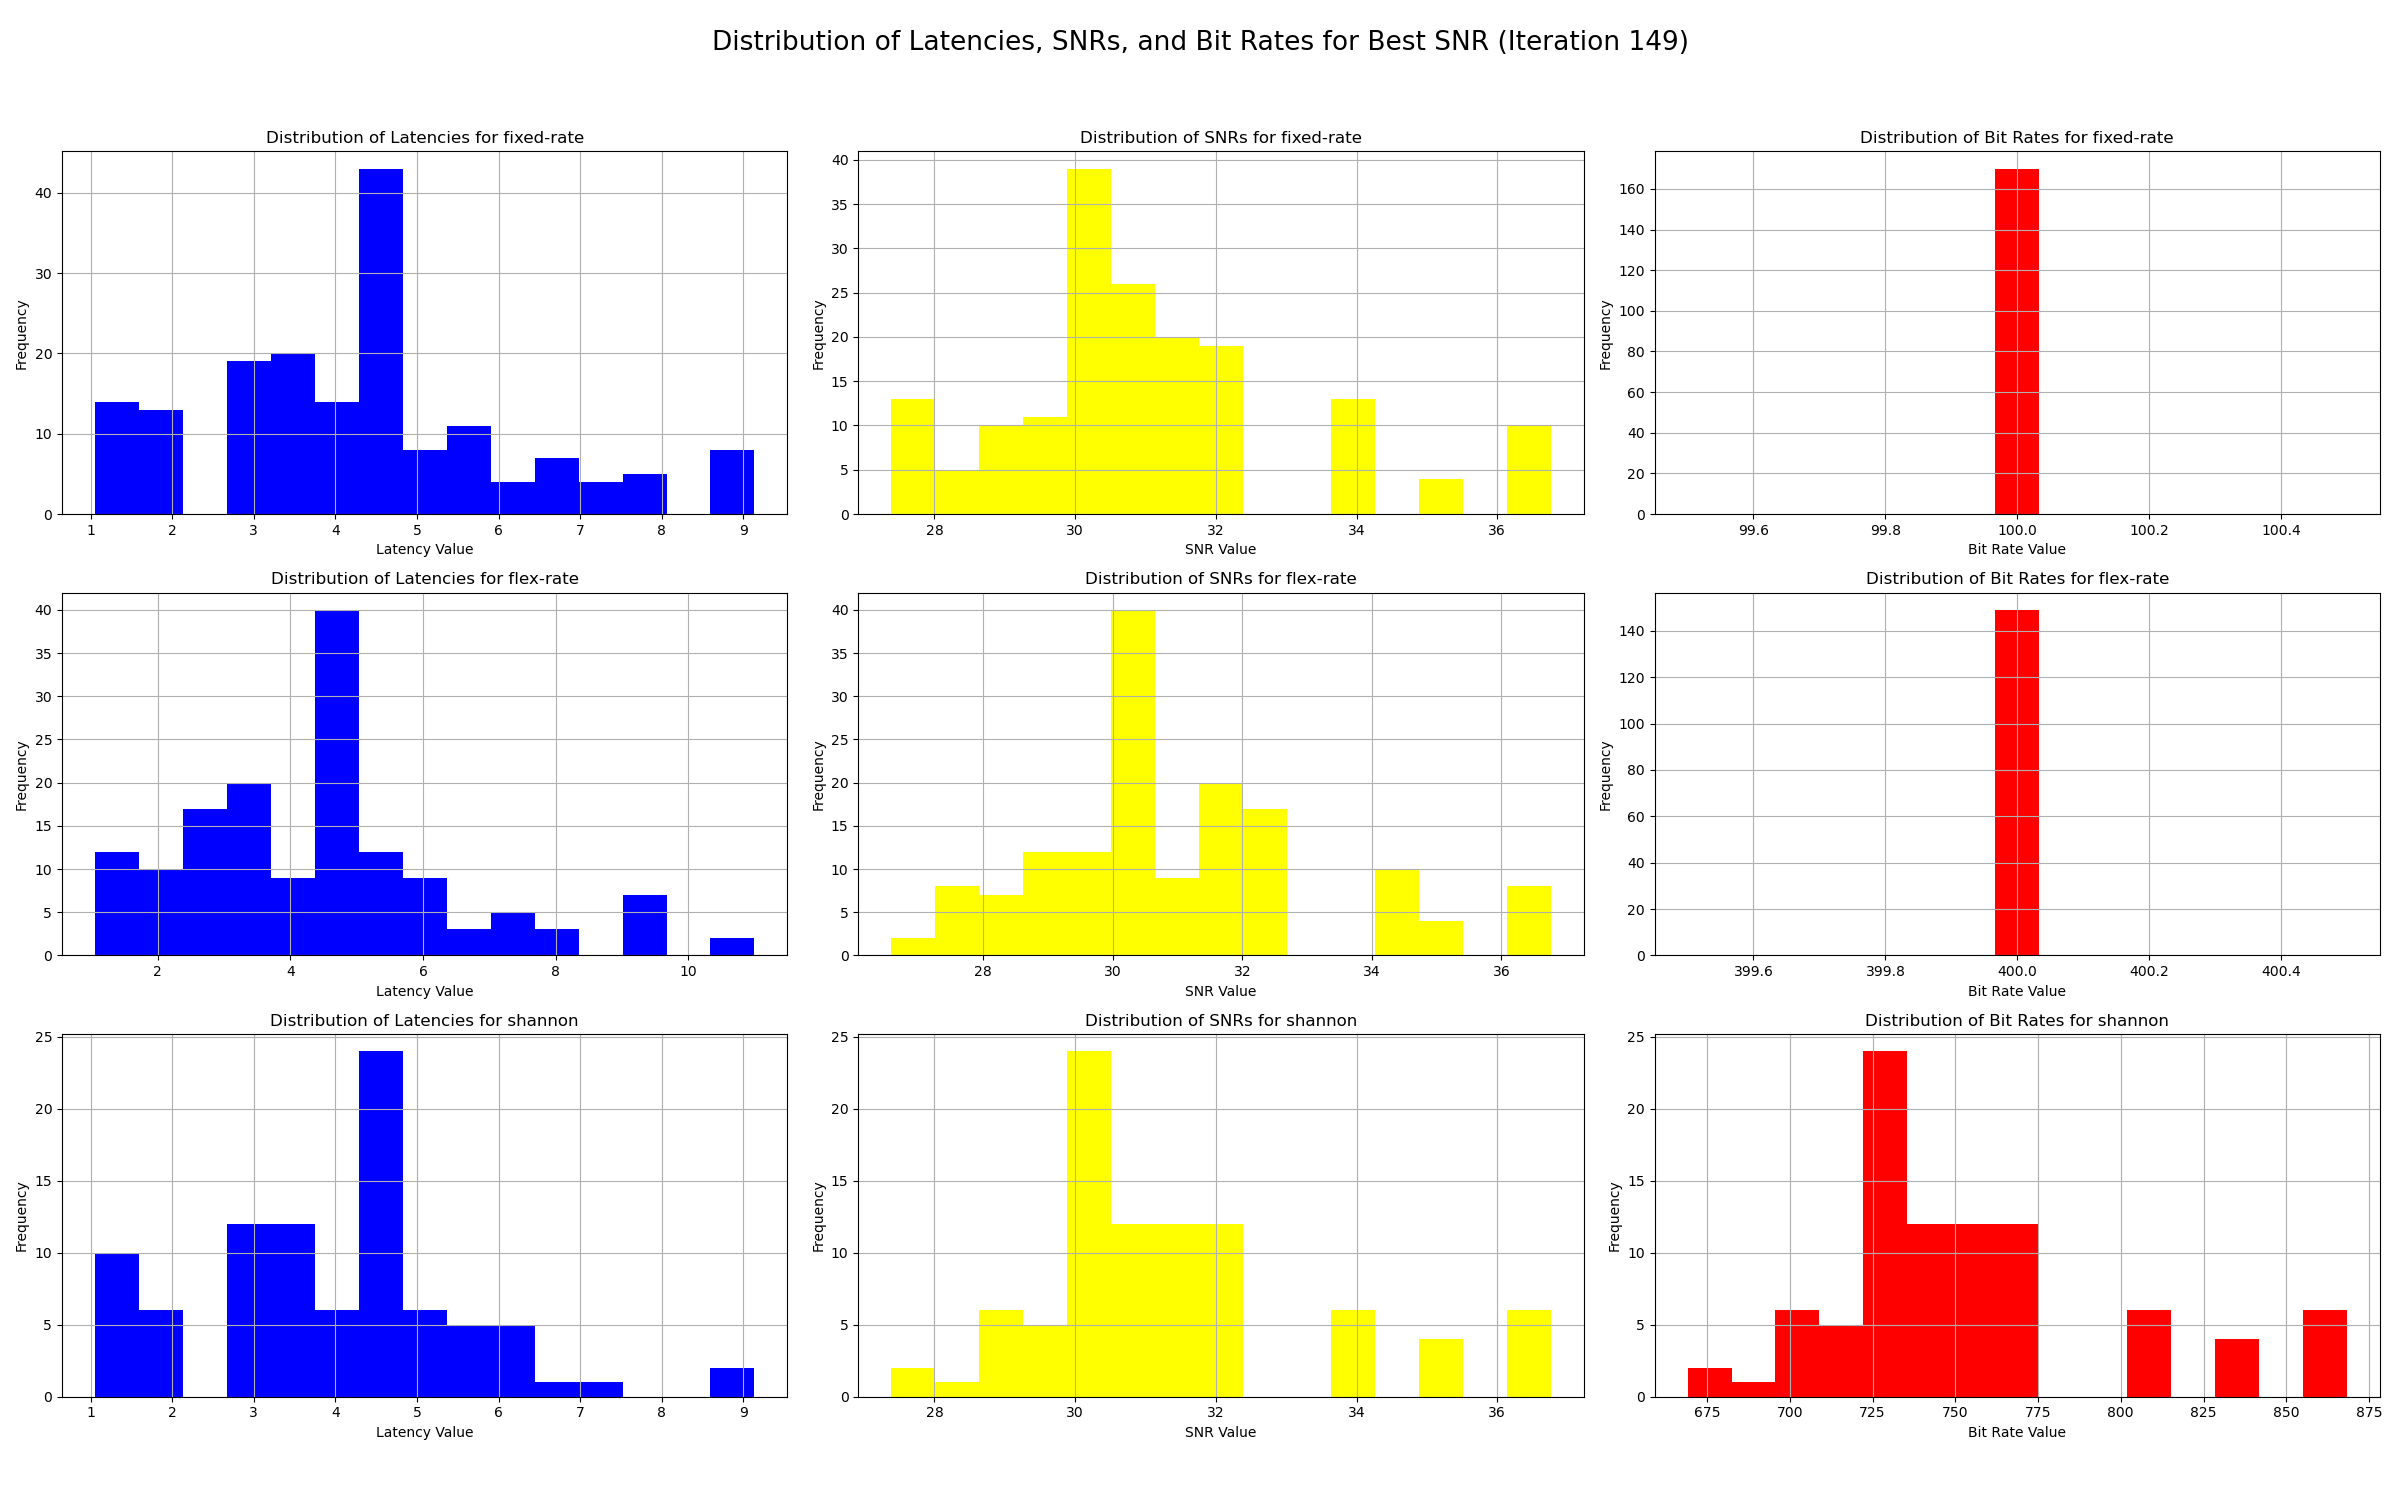 Distribution of Latencies, SNRs, and Bit Rates for Best SNR (Iteration 149)
Distribution of Latencies for fixed-rate
Frequency
0 10 20 30 40
1 2 3 4 5 6 7 8 9
Latency Value
Distribution of SNRs for fixed-rate
Frequency
0 5 10 15 20 25 30 35 40
28 30 32 34 36
SNR Value
Distribution of Bit Rates for fixed-rate
Frequency
0 20 40 60 80 100 120 140 160
99.6 99.8 100.0 100.2 100.4
Bit Rate Value
Distribution of Latencies for flex-rate
Frequency
0 5 10 15 20 25 30 35 40
2 4 6 8 10
Latency Value
Distribution of SNRs for flex-rate
Frequency
0 5 10 15 20 25 30 35 40
28 30 32 34 36
SNR Value
Distribution of Bit Rates for flex-rate
Frequency
0 20 40 60 80 100 120 140
399.6 399.8 400.0 400.2 400.4
Bit Rate Value
Distribution of Latencies for shannon
Frequency
0 5 10 15 20 25
1 2 3 4 5 6 7 8 9
Latency Value
Distribution of SNRs for shannon
Frequency
0 5 10 15 20 25
28 30 32 34 36
SNR Value
Distribution of Bit Rates for shannon
Frequency
0 5 10 15 20 25
675 700 725 750 775 800 825 850 875
Bit Rate Value